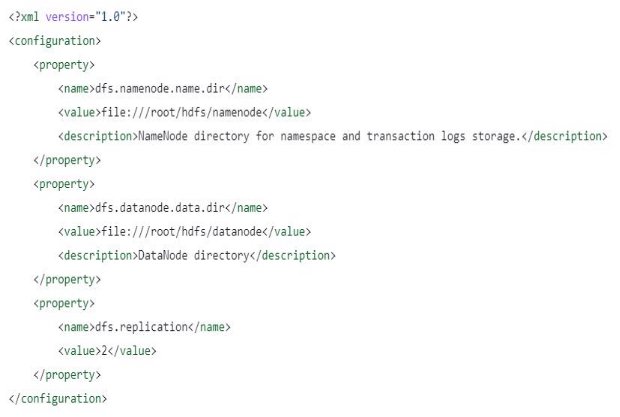 <?xml version="1.0"?>
<configuration>
    <property>
        <name>dfs.namenode.name.dir</name>
        <value>file:///root/hdfs/namenode</value>
        <description>NameNode directory for namespace and transaction logs storage.</description>
    </property>
    <property>
        <name>dfs.datanode.data.dir</name>
        <value>file:///root/hdfs/datanode</value>
        <description>DataNode directory</description>
    </property>
    <property>
        <name>dfs.replication</name>
        <value>2</value>
    </property>
</configuration>